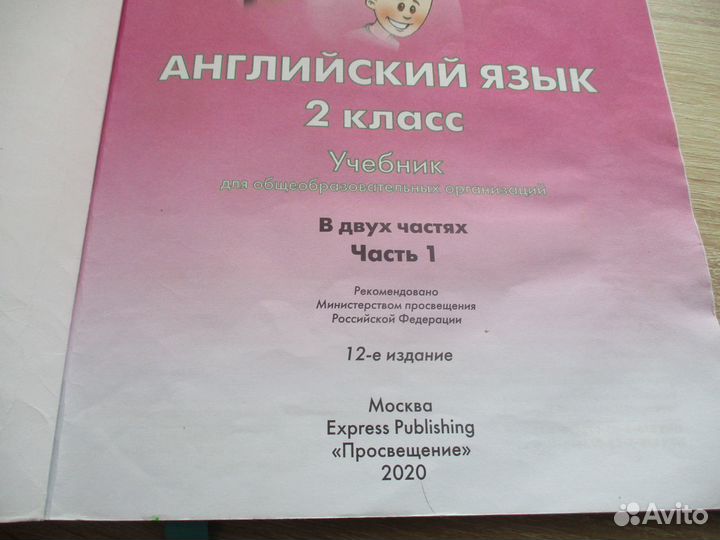 АНГЛИЙСКИЙ ЯЗЫК
2 класс
Учебник
для общеобразовательных организаций
В двух частях
Часть 1
Рекомендовано
Министерством просвещения
Российской Федерации
12-е издание
Москва
Express Publishing
«Просвещение»
2020
Avito